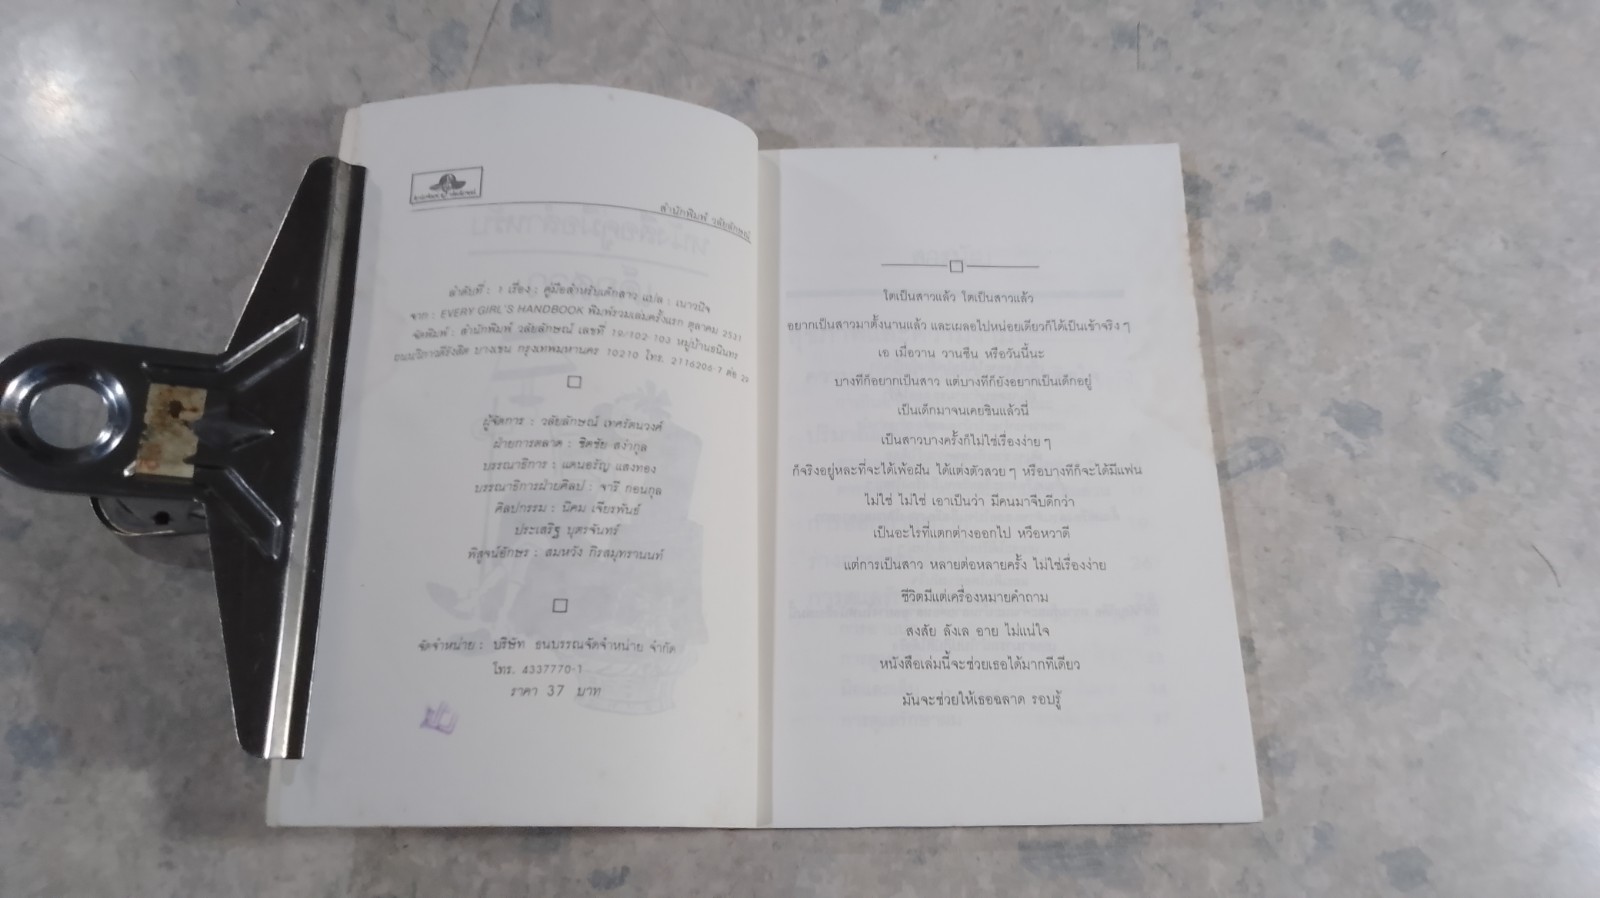 สำนักพิมพ์ วลัยลักษณ์
ลำดับที่ : 1 เรื่อง : คู่มือสำหรับเด็กสาว แปล : เนาวนิจ
จาก : EVERY GIRL'S HANDBOOK พิมพ์รวมเล่มครั้งแรก ตุลาคม 2531
จัดพิมพ์ : สำนักพิมพ์ วลัยลักษณ์ เลขที่ 19/102-103 หมู่บ้านธนินทร
ถนนวิภาวดีรังสิต บางเขน กรุงเทพมหานคร 10210 โทร. 2116206-7 ต่อ 29
ผู้จัดการ : วลัยลักษณ์ เทศรัตนวงศ์
ฝ่ายการตลาด : ชิตชัย สง่ากุล
บรรณาธิการ : แดนอรัญ แสงทอง
บรรณาธิการฝ่ายศิลป : จารึ กอนกุล
ศิลปกรรม : นิคม เจียรพันธ์
ประเสริฐ บุตรจันทร์
พิสูจน์อักษร : สมหวัง กิรสมุทรานนท์
จัดจำหน่าย : บริษัท ธนบรรณจัดจำหน่าย จำกัด
โทร. 4337770-1
ราคา 37 บาท
โตเป็นสาวแล้ว โตเป็นสาวแล้ว
อยากเป็นสาวมาตั้งนานแล้ว และเผลอไปหน่อยเดียวก็ได้เป็นเข้าจริง ๆ
เอ เมื่อวาน วานซืน หรือวันนี้นะ
บางทีก็อยากเป็นสาว แต่บางทีก็ยังอยากเป็นเด็กอยู่
เป็นเด็กมาจนเคยชินแล้วนี่
เป็นสาวบางครั้งก็ไม่ใช่เรื่องง่าย ๆ
ก็จริงอยู่หละที่จะได้เพ้อฝัน ได้แต่งตัวสวย ๆ หรือบางทีก็จะได้มีแฟน
ไม่ใช่ ไม่ใช่ เอาเป็นว่า มีคนมาจีบดีกว่า
เป็นอะไรที่แตกต่างออกไป หวือหวาดี
แต่การเป็นสาว หลายต่อหลายครั้ง ไม่ใช่เรื่องง่าย
ชีวิตมีแต่เครื่องหมายคำถาม
สงสัย ลังเล อาย ไม่แน่ใจ
หนังสือเล่มนี้จะช่วยเธอได้มากทีเดียว
มันจะช่วยให้เธอฉลาด รอบรู้